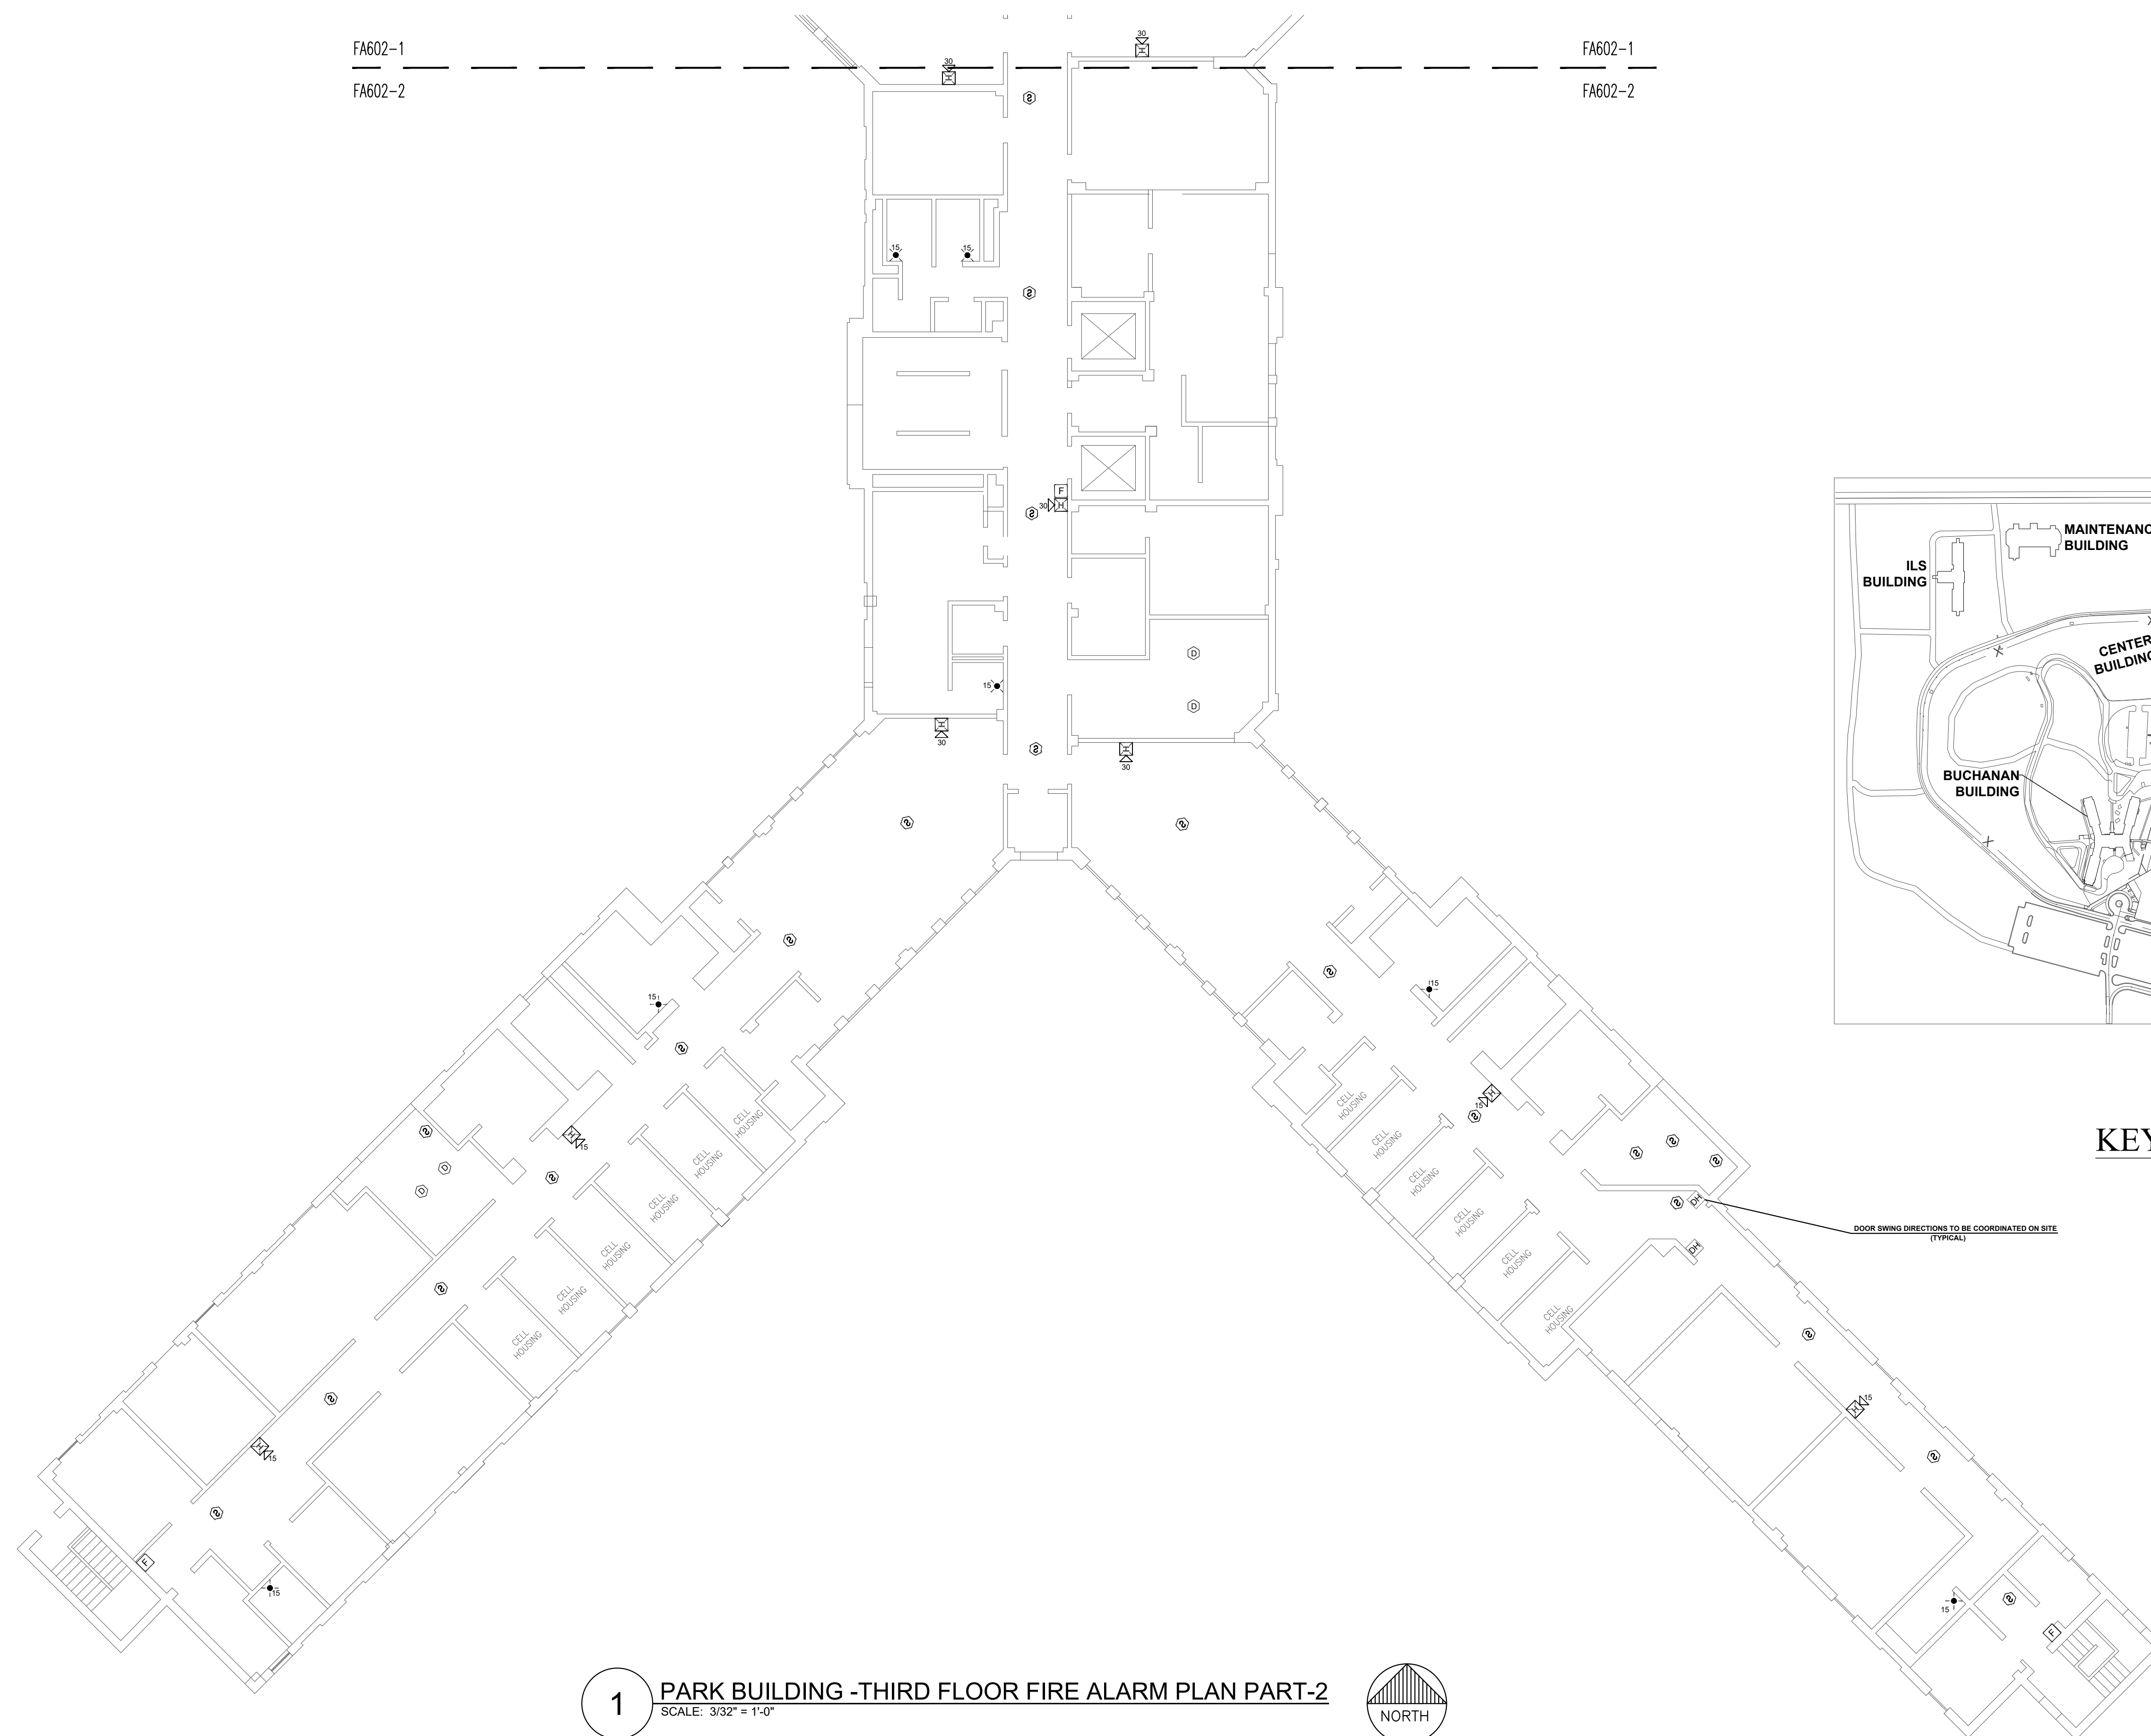 FA602-1
FA602-1
FA602-2
FA602-2
30
30
H
H
S
15
15
S
F
30
H
S
D
15
D
H
30
H
30
S
S
S
S
S
15
15
S
H
15
H
15
S
S
D
D
S
S
S
S
S
S
DH
DH
CELL
HOUSING
CELL
HOUSING
CELL
HOUSING
CELL
HOUSING
CELL
HOUSING
CELL
HOUSING
CELL
HOUSING
CELL
HOUSING
CELL
HOUSING
CELL
HOUSING
CELL
HOUSING
CELL
HOUSING
DOOR SWING DIRECTIONS TO BE COORDINATED ON SITE
(TYPICAL)
S
S
S
H
15
H
15
S
S
F
15
15
S
F
MAINTENANC
BUILDING
ILS
BUILDING
CENTER
BUILDING
BUCHANAN
BUILDING
KEY
1
PARK BUILDING -THIRD FLOOR FIRE ALARM PLAN PART-2
SCALE: 3/32" = 1'-0"
NORTH